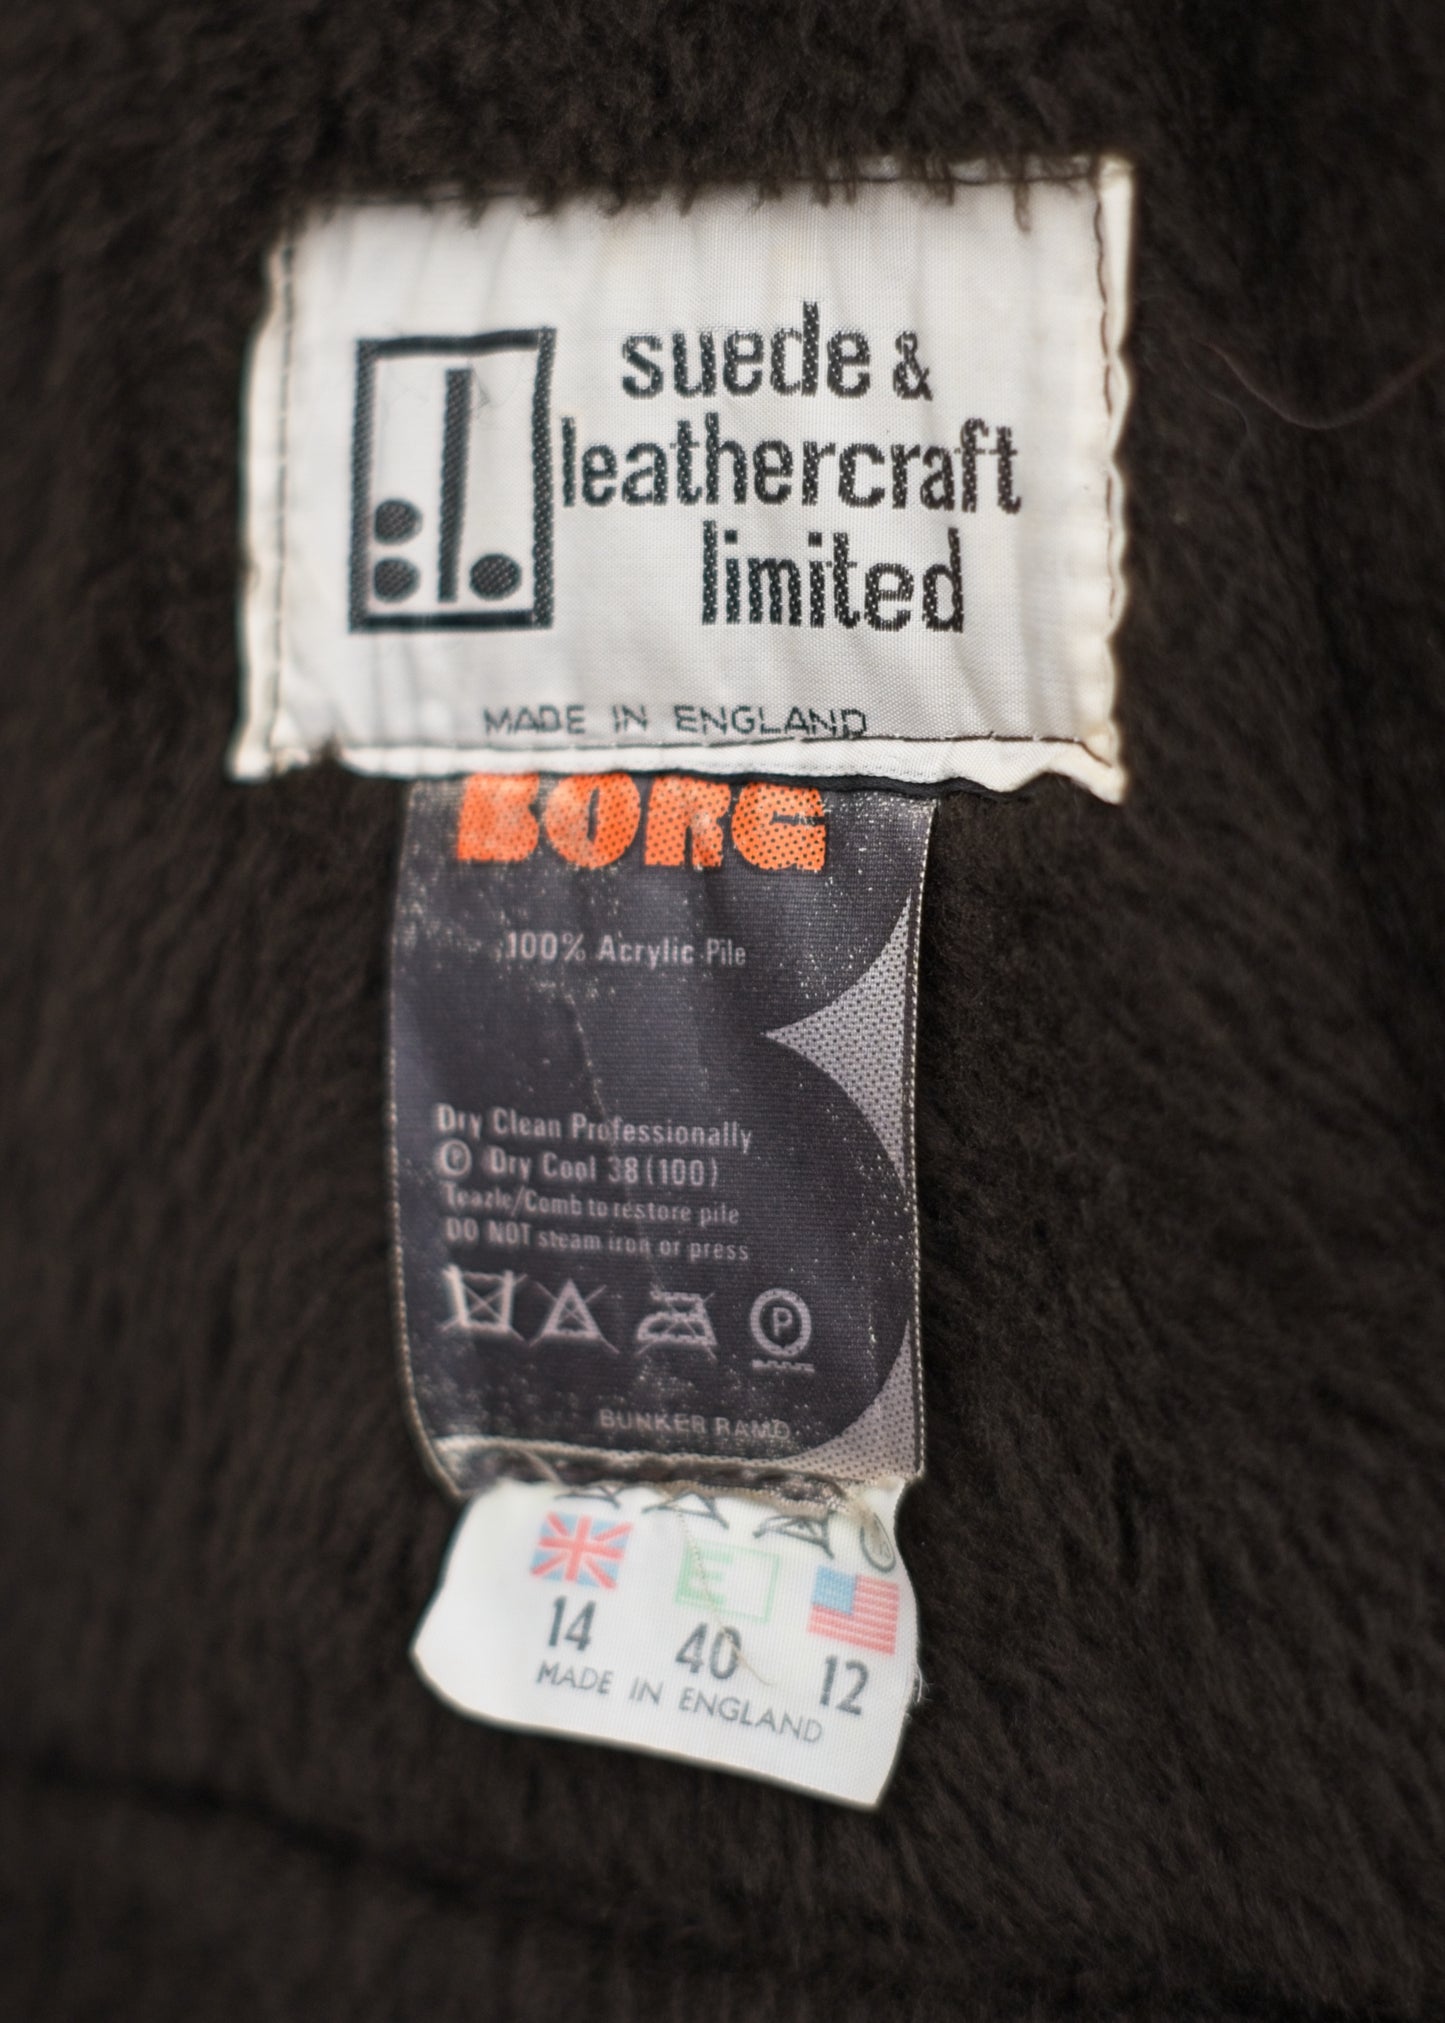 suede &
leathercraft
limited
MADE IN ENGLAND
BORG
100% Acrylic Pile
Dry Clean Professionally
Ⓟ Dry Cool 38 (100)
Teazle/Comb to restore pile
DO NOT steam iron or press
P
BUNKER RAMO
E
14 40 12
MADE IN ENGLAND